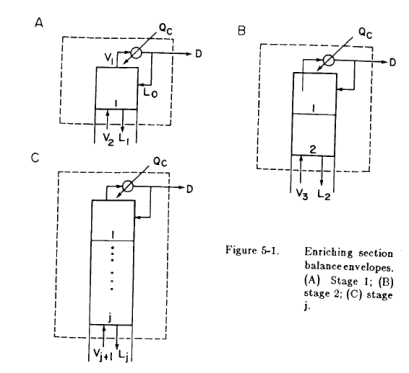 A
Q_C
V_1
D
L_0
1
V_2 L_1
B
Q_C
D
1
2
V_3 L_2
C
Q_C
D
1
j
V_{j+1} L_j
Figure 5-1. Enriching section
balance envelopes.
(A) Stage 1; (B)
stage 2; (C) stage
j.